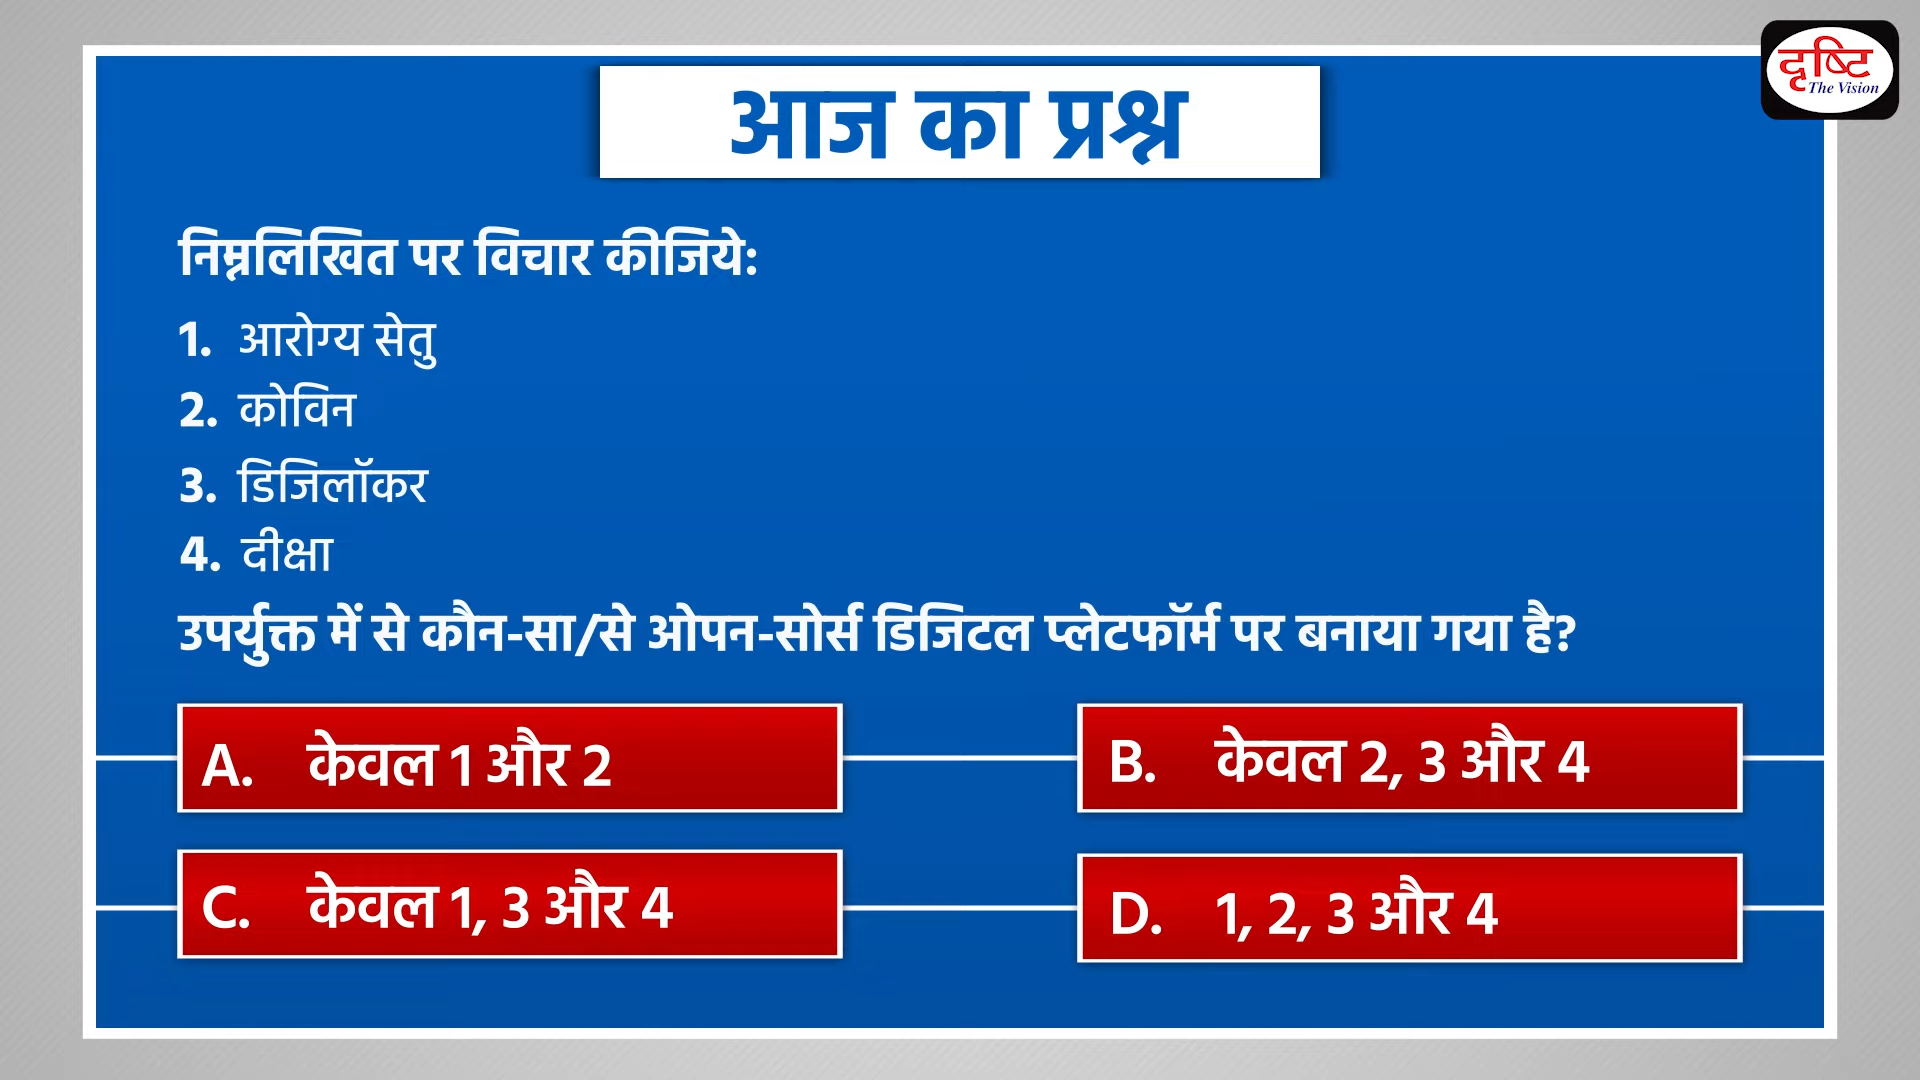 दृष्टि
The Vision
आज का प्रश्न
निम्नलिखित पर विचार कीजिये:
1. आरोग्य सेतु
2. कोविन
3. डिजिलॉकर
4. दीक्षा
उपर्युक्त में से कौन-सा/से ओपन-सोर्स डिजिटल प्लेटफॉर्म पर बनाया गया है?
A. केवल 1 और 2
B. केवल 2, 3 और 4
C. केवल 1, 3 और 4
D. 1, 2, 3 और 4